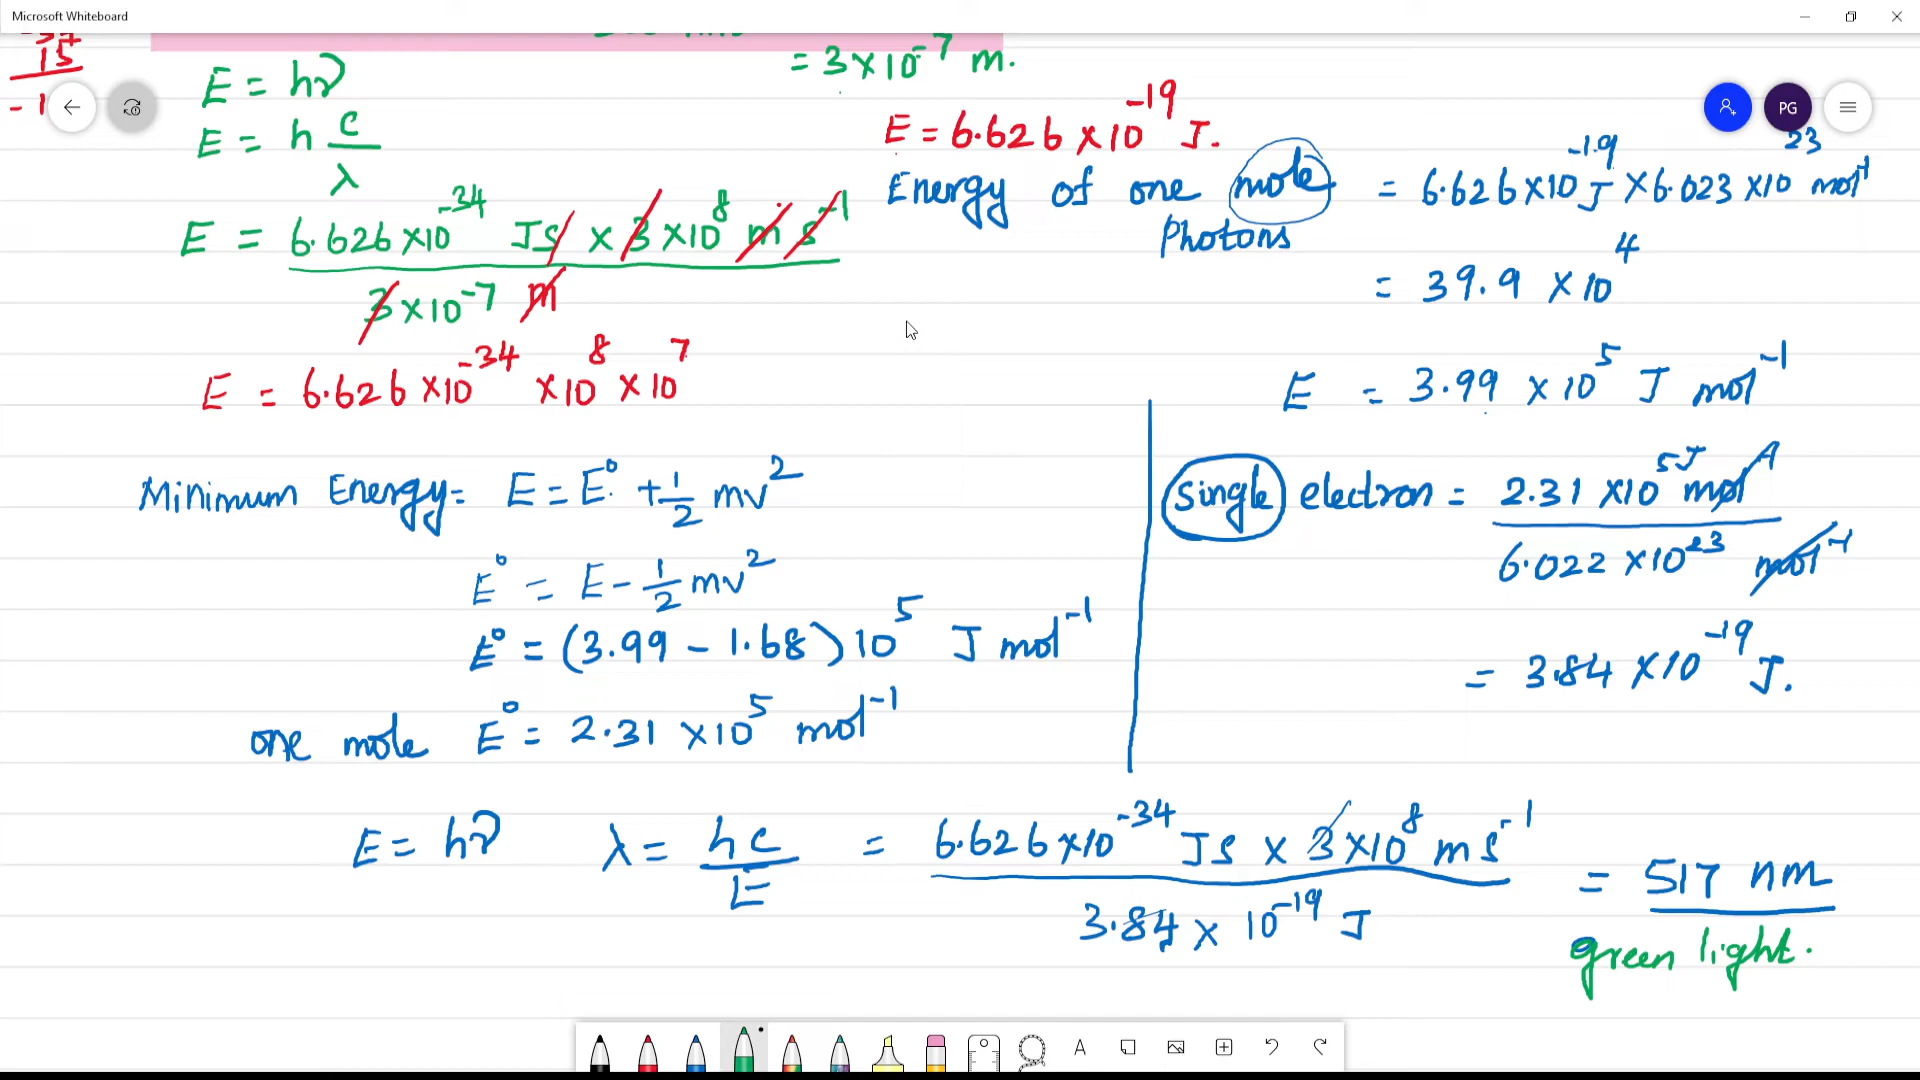 Microsoft Whiteboard
15
= 3 × 10⁻⁷ m.
E = hν
E = h c/λ
E = 6.626 × 10⁻³⁴ Js × 3 × 10⁸ m s⁻¹
3 × 10⁻⁷ m
E = 6.626 × 10⁻³⁴ × 10⁸ × 10⁷
E = 6.626 × 10⁻¹⁹ J.
PG
Energy of one mole = 6.626 × 10⁻¹⁹ J × 6.023 × 10²³ mol⁻¹
Photons
= 39.9 × 10⁴
E = 3.99 × 10⁵ J mol⁻¹
Minimum Energy = E = E° + 1/2 mv²
E° = E - 1/2 mv²
E° = (3.99 - 1.68) 10⁵ J mol⁻¹
one mole E° = 2.31 × 10⁵ mol⁻¹
single electron = 2.31 × 10⁵ J mol⁻¹
6.022 × 10²³ mol⁻¹
= 3.84 × 10⁻¹⁹ J.
E = hν λ = hc/E = 6.626 × 10⁻³⁴ Js × 3 × 10⁸ m s⁻¹ = 517 nm
3.84 × 10⁻¹⁹ J
green light.